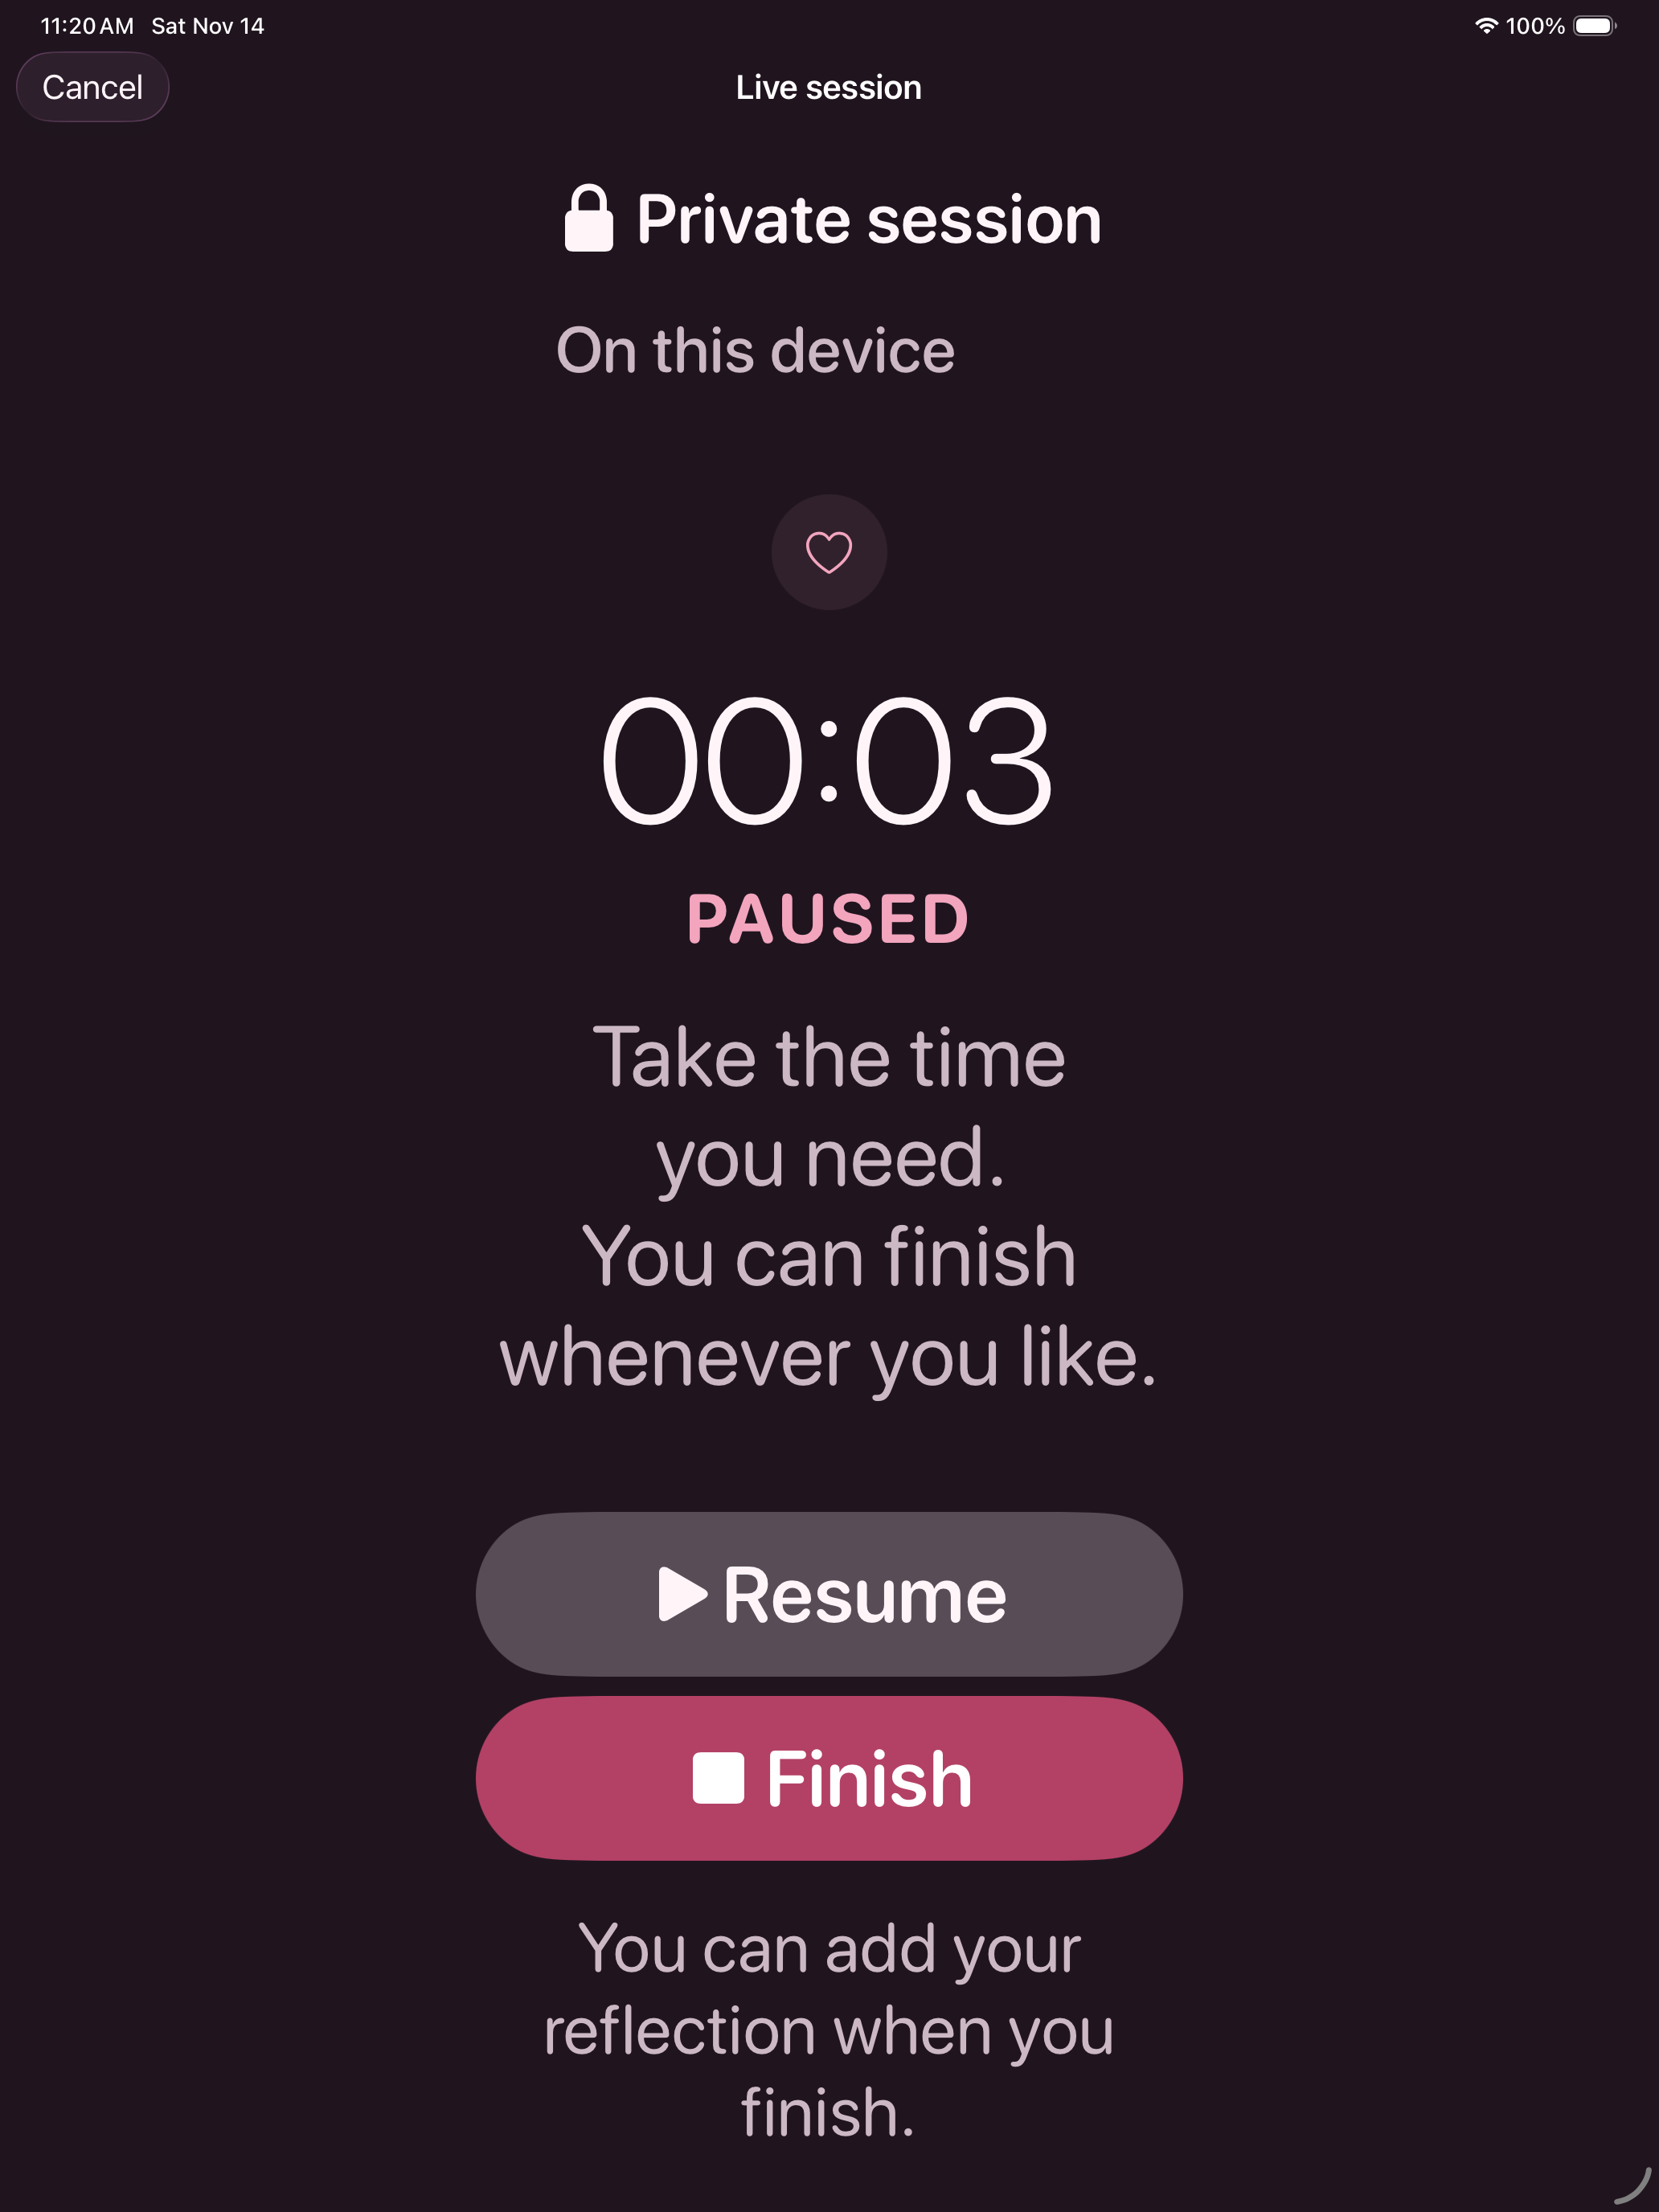 11:20 AM Sat Nov 14
100%
Cancel
Live session
Private session
On this device
00:03
PAUSED
Take the time
you need.
You can finish
whenever you like.
Resume
Finish
You can add your
reflection when you
finish.